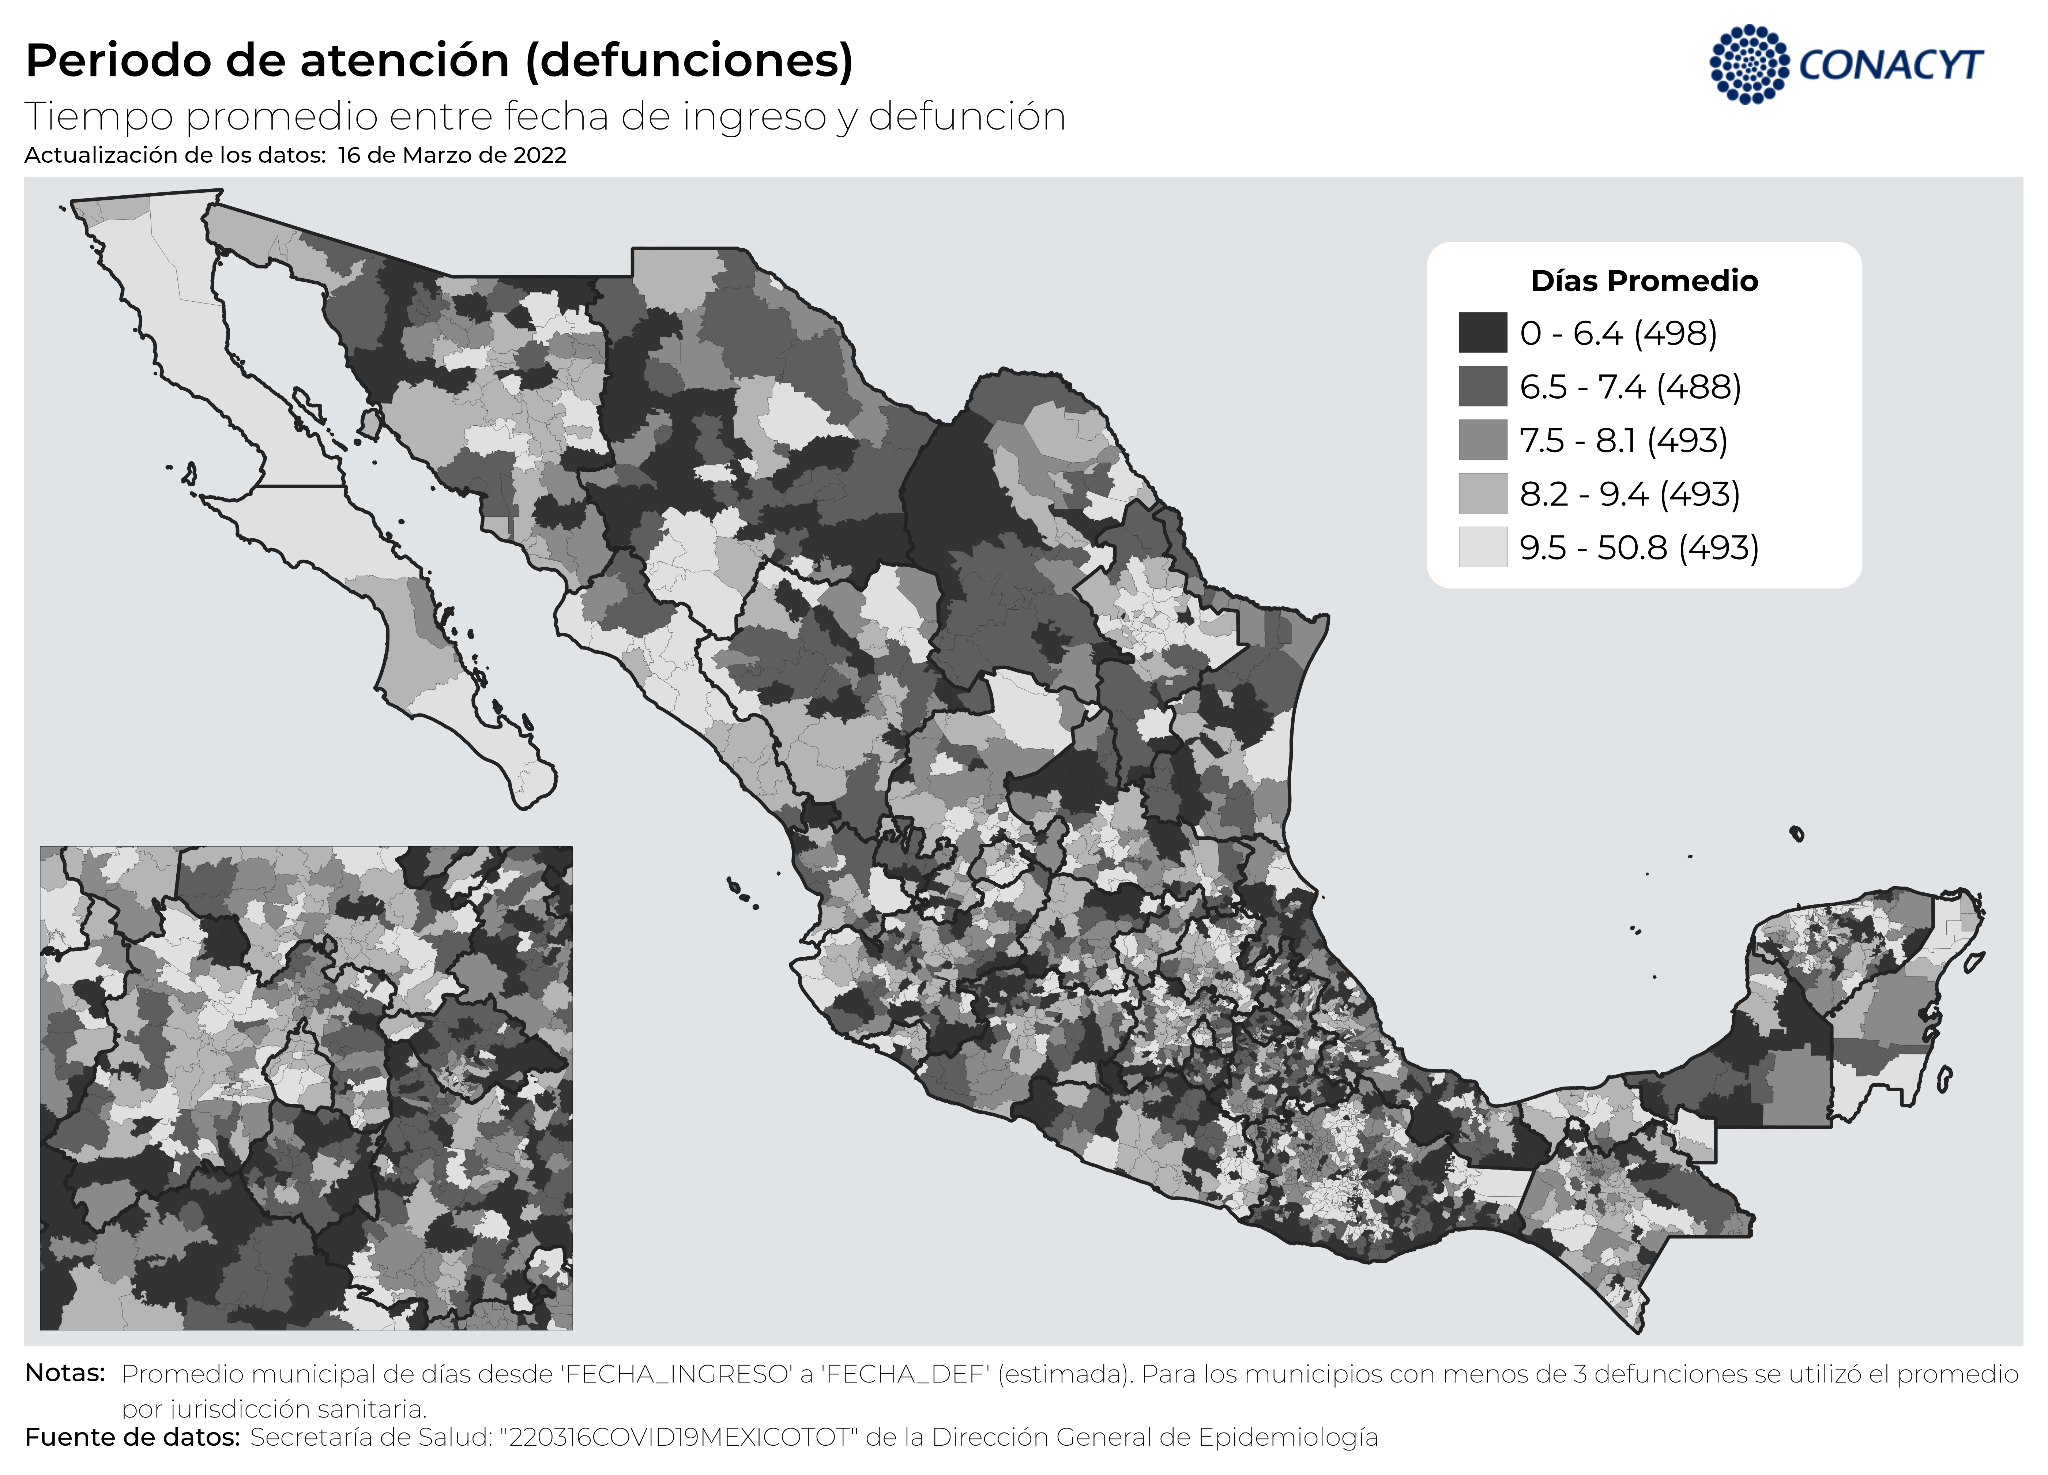 Periodo de atención (defunciones)
CONACYT
Tiempo promedio entre fecha de ingreso y defunción
Actualización de los datos: 16 de Marzo de 2022
Días Promedio
0 - 6.4 (498)
6.5 - 7.4 (488)
7.5 - 8.1 (493)
8.2 - 9.4 (493)
9.5 - 50.8 (493)
Notas: Promedio municipal de días desde 'FECHA_INGRESO' a 'FECHA_DEF' (estimada). Para los municipios con menos de 3 defunciones se utilizó el promedio
por jurisdicción sanitaria.
Fuente de datos: Secretaría de Salud: "220316COVID19MEXICOTOT" de la Dirección General de Epidemiología